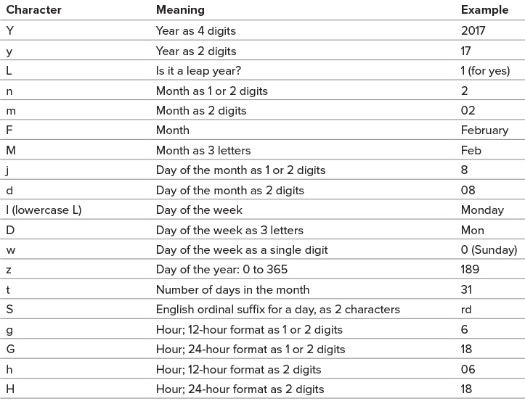 Character Meaning Example
Y Year as 4 digits 2017
y Year as 2 digits 17
L Is it a leap year? 1 (for yes)
n Month as 1 or 2 digits 2
m Month as 2 digits 02
F Month February
M Month as 3 letters Feb
j Day of the month as 1 or 2 digits 8
d Day of the month as 2 digits 08
l (lowercase L) Day of the week Monday
D Day of the week as 3 letters Mon
w Day of the week as a single digit 0 (Sunday)
z Day of the year: 0 to 365 189
t Number of days in the month 31
S English ordinal suffix for a day, as 2 characters rd
g Hour; 12-hour format as 1 or 2 digits 6
G Hour; 24-hour format as 1 or 2 digits 18
h Hour; 12-hour format as 2 digits 06
H Hour; 24-hour format as 2 digits 18